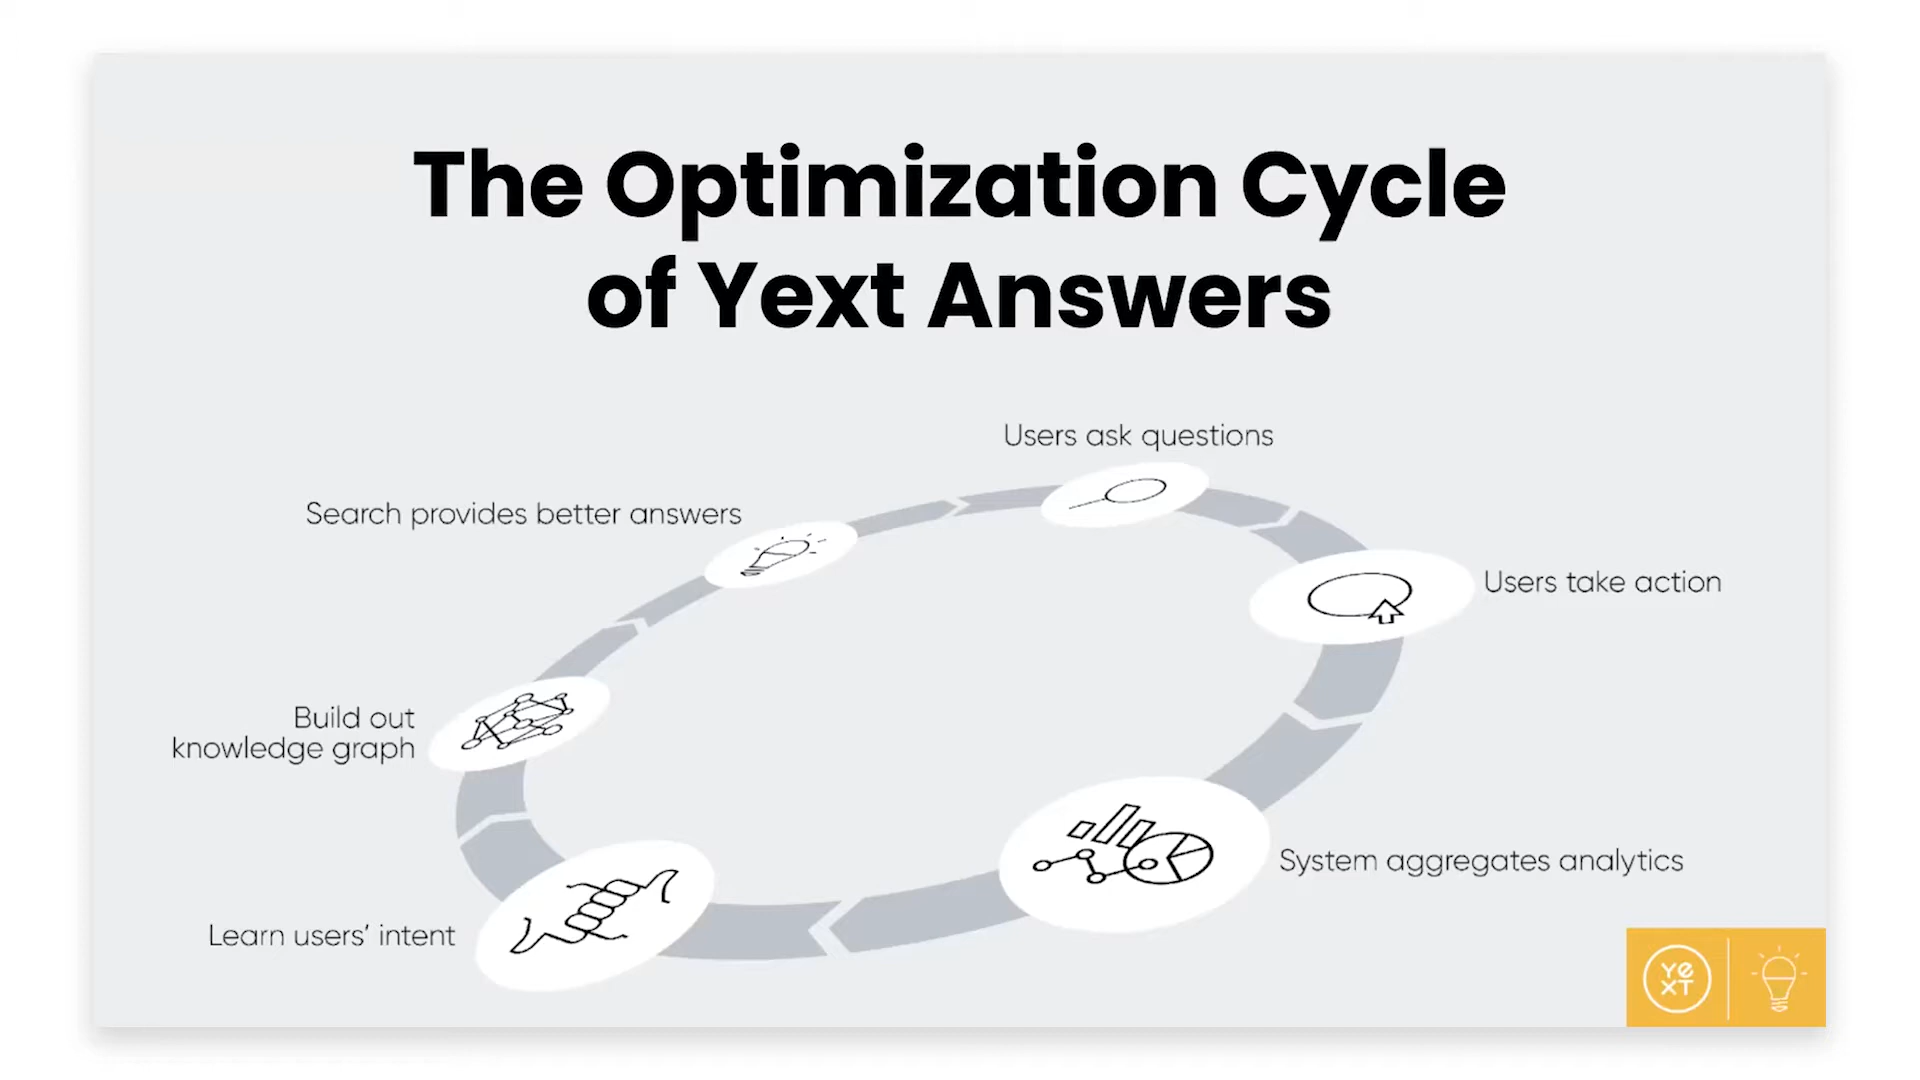 The Optimization Cycle
of Yext Answers
Users ask questions
Search provides better answers
Users take action
Build out
knowledge graph
System aggregates analytics
Learn users’ intent
Ye
XT